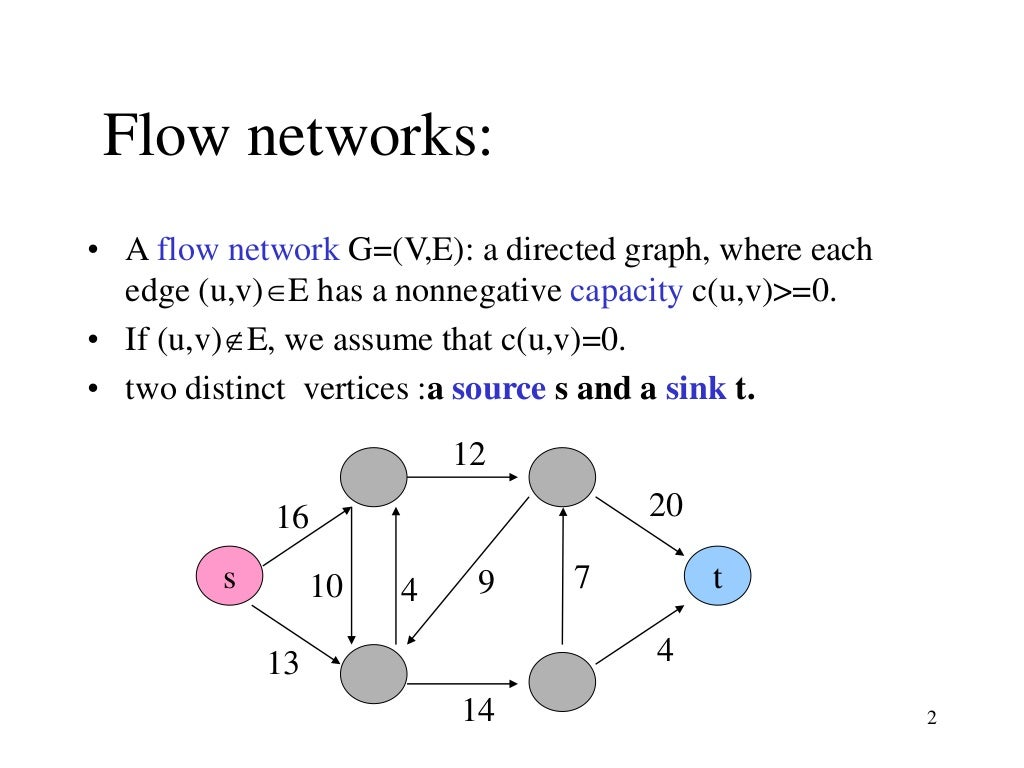 Flow networks:
• A flow network G=(V,E): a directed graph, where each
edge (u,v)∈E has a nonnegative capacity c(u,v)>=0.
• If (u,v)∉E, we assume that c(u,v)=0.
• two distinct  vertices :a source s and a sink t.
12
16
20
s
10
4
9
7
t
13
4
14
2